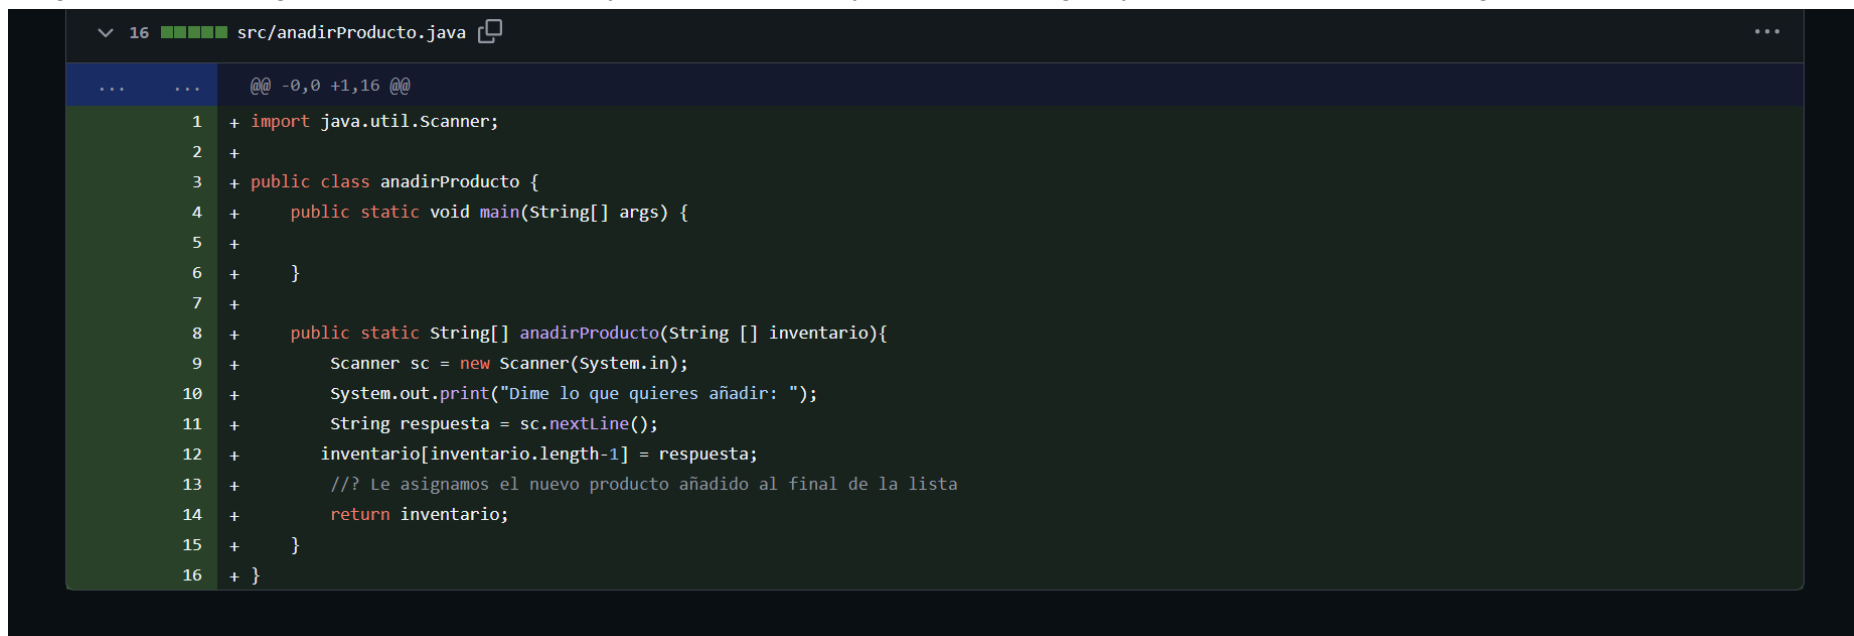 16 src/anadirProducto.java ...
... ... @@ -0,0 +1,16 @@
1 + import java.util.Scanner;
2 +
3 + public class anadirProducto {
4 +     public static void main(String[] args) {
5 +
6 +     }
7 +
8 +     public static String[] anadirProducto(String [] inventario){
9 +         Scanner sc = new Scanner(System.in);
10 +         System.out.print("Dime lo que quieres añadir: ");
11 +         String respuesta = sc.nextLine();
12 +        inventario[inventario.length-1] = respuesta;
13 +         //? Le asignamos el nuevo producto añadido al final de la lista
14 +         return inventario;
15 +     }
16 + }